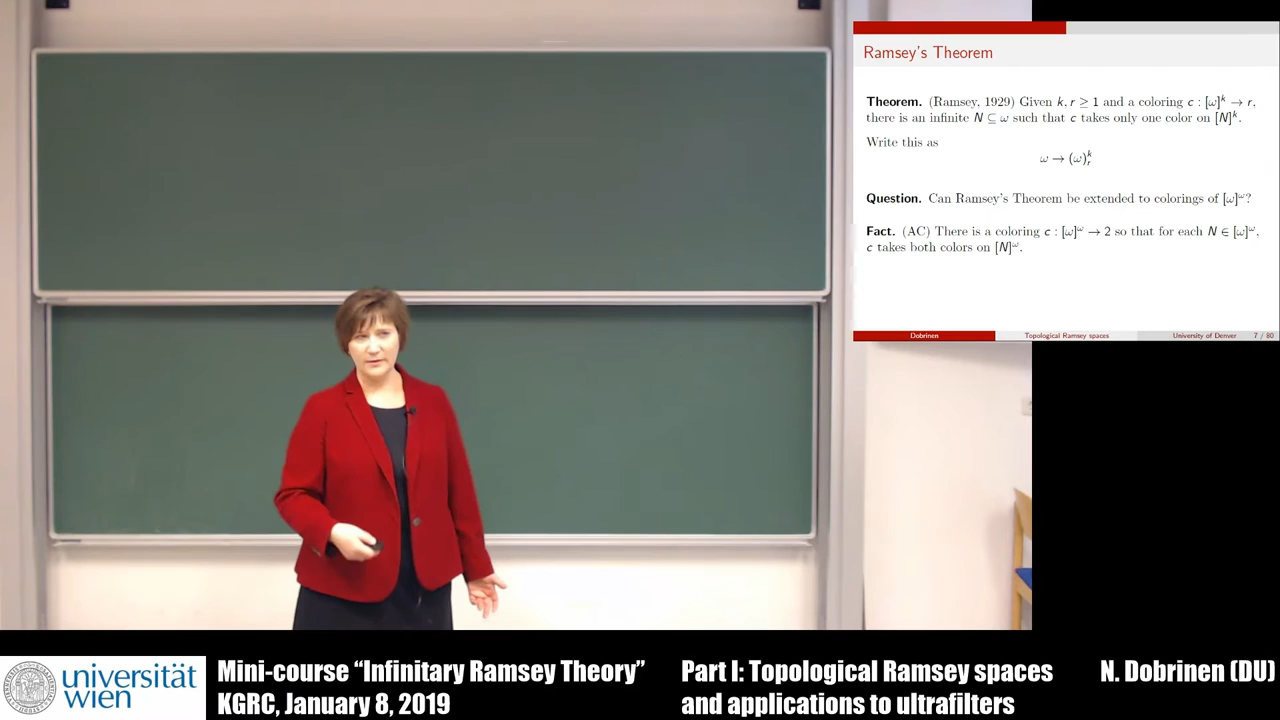 Ramsey's Theorem
Theorem. (Ramsey, 1929) Given k, r ≥ 1 and a coloring c : [ω]^k → r,
there is an infinite N ⊆ ω such that c takes only one color on [N]^k.
Write this as
ω → (ω)^k_r
Question. Can Ramsey's Theorem be extended to colorings of [ω]^ω?
Fact. (AC) There is a coloring c : [ω]^ω → 2 so that for each N ∈ [ω]^ω,
c takes both colors on [N]^ω.
Dobrinen Topological Ramsey spaces University of Denver 7 / 80
universität
wien
Mini-course “Infinitary Ramsey Theory”
KGRC, January 8, 2019
Part I: Topological Ramsey spaces
and applications to ultrafilters
N. Dobrinen (DU)